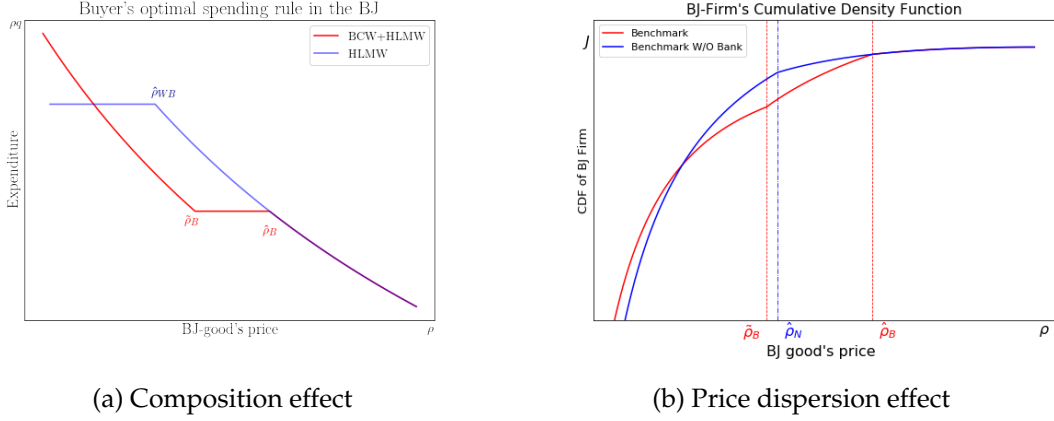 Buyer's optimal spending rule in the BJ
ρq
BCW+HLMW
HLMW
ρ̂WB
Expenditure
ρ̃B
ρ̂B
BJ-good's price
ρ
(a) Composition effect
BJ-Firm's Cumulative Density Function
J
Benchmark
Benchmark W/O Bank
CDF of BJ Firm
ρ̃B
ρ̂N
ρ̂B
ρ
BJ good's price
(b) Price dispersion effect